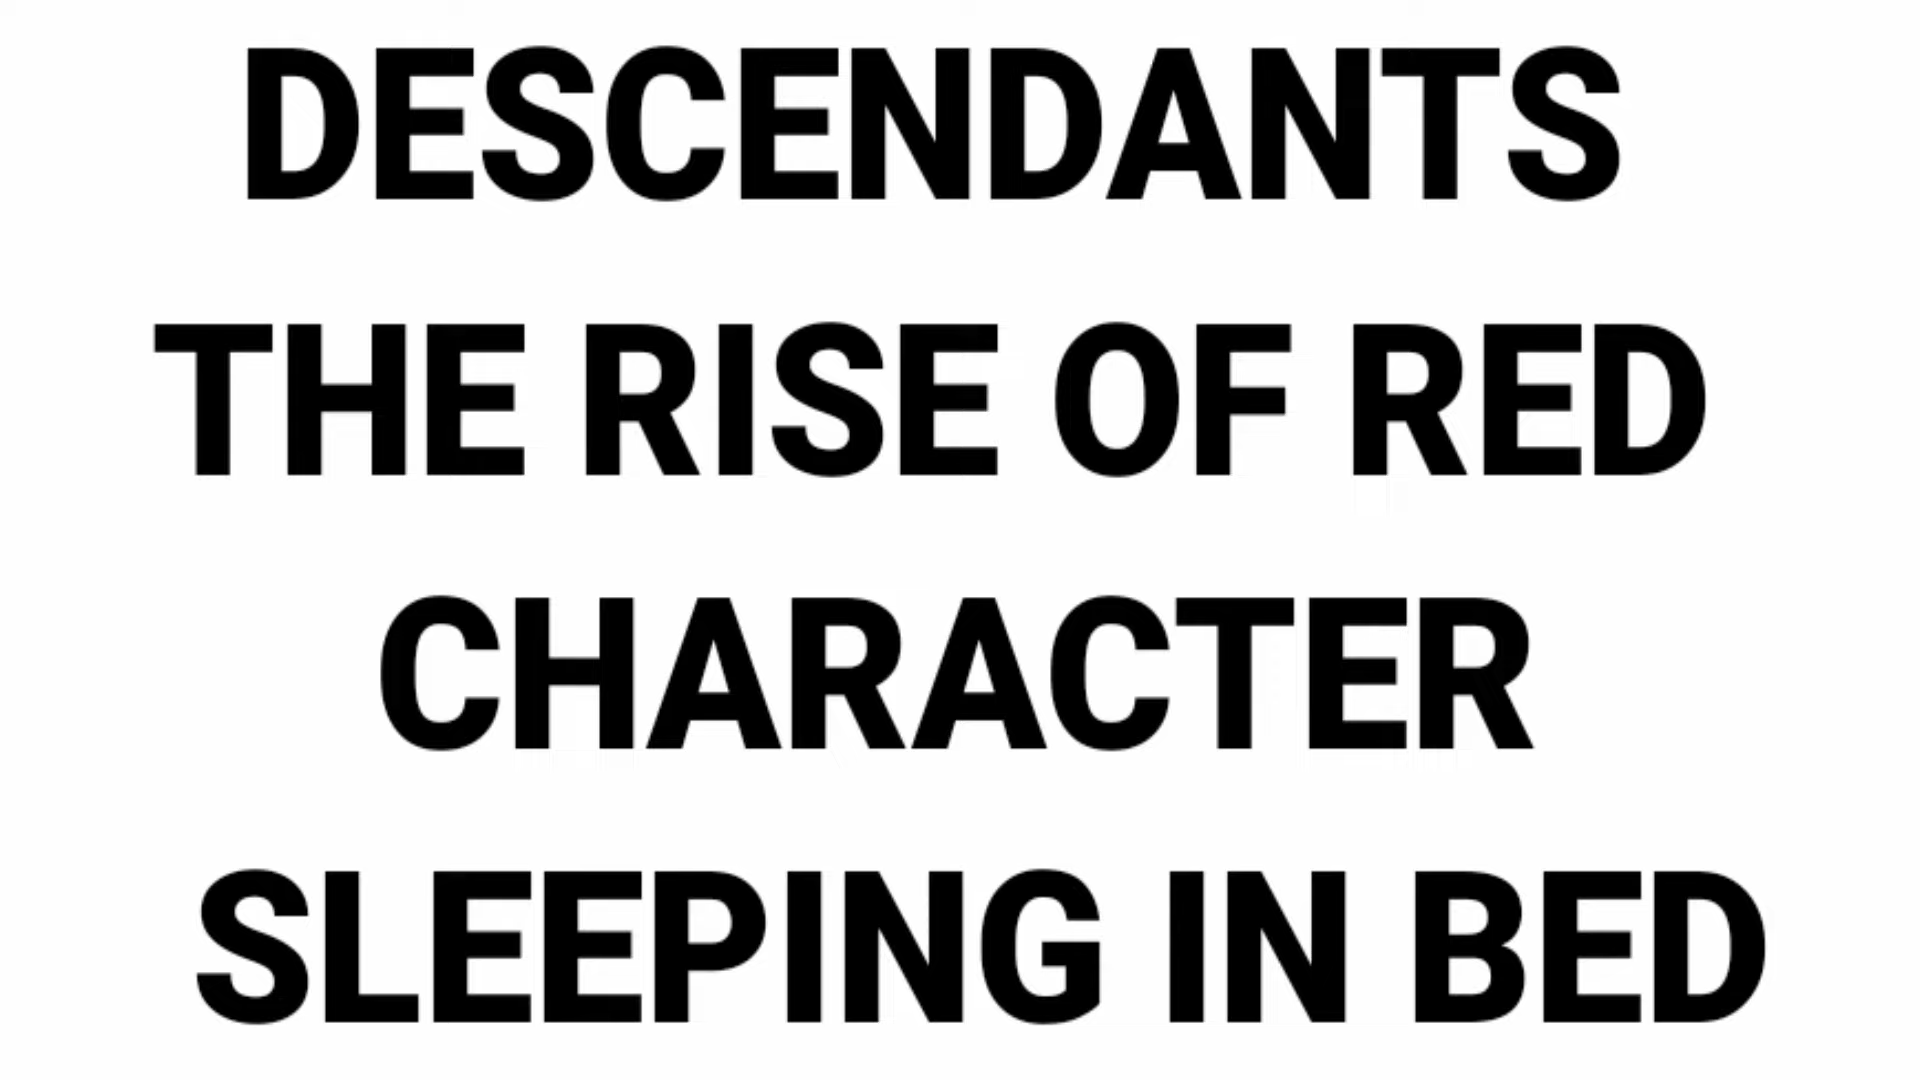 DESCENDANTS
THE RISE OF RED
CHARACTER
SLEEPING IN BED